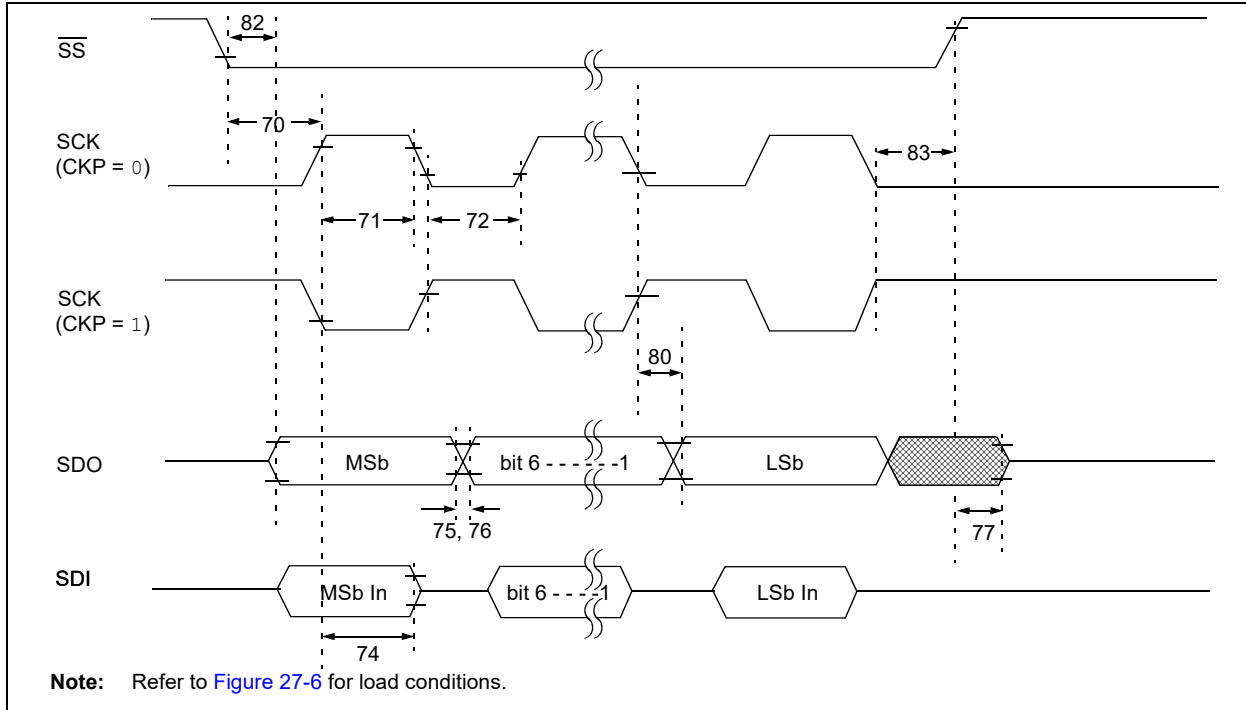 82
SS
70
SCK
(CKP = 0)
83
71
72
SCK
(CKP = 1)
80
SDO
MSb
bit 6 - - - - - -1
LSb
75, 76
77
SDI
MSb In
bit 6 - - - -1
LSb In
74
Note: Refer to Figure 27-6 for load conditions.